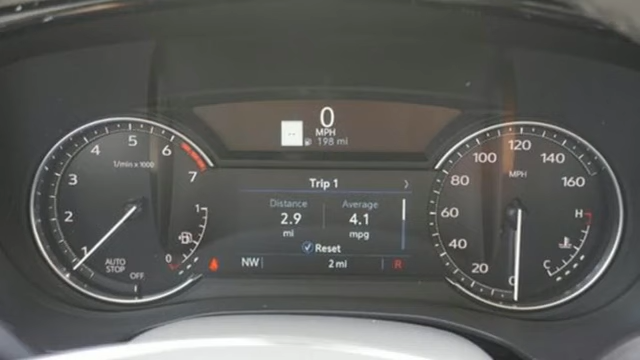 0
MPH
--
198 mi
1 2 3 4 5 6 7
1/min x 1000
AUTO
STOP
OFF
1
0
Trip 1 >
Distance Average
2.9 4.1
mi mpg
Reset
NW 2 mi R
0 20 40 60 80 100 120 140 160
MPH
H
C